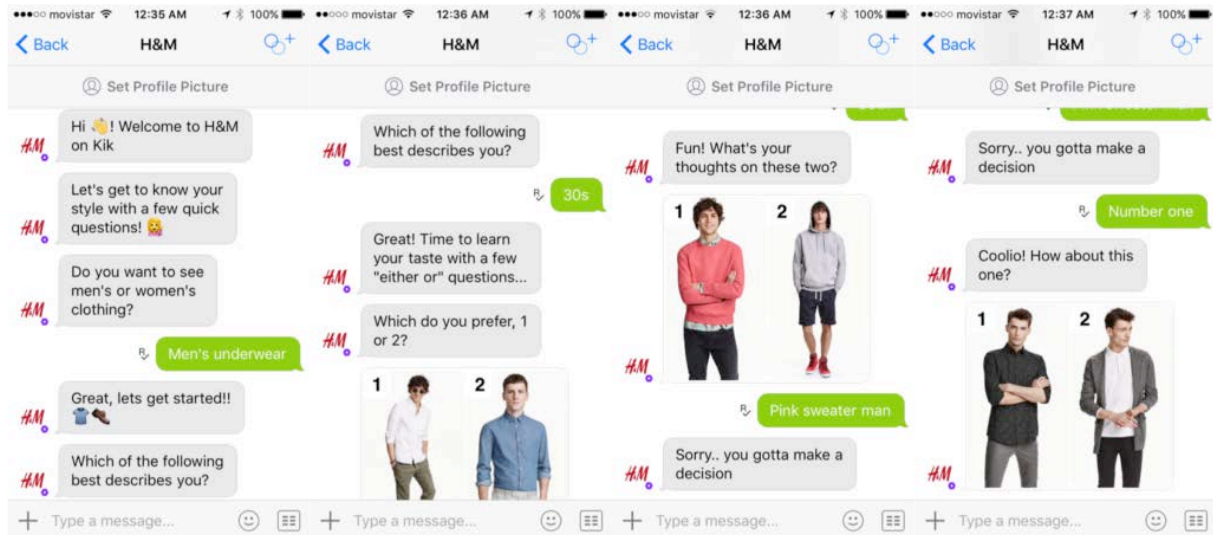 movistar 12:35 AM 100%
Back H&M
Set Profile Picture
Hi 👋! Welcome to H&M
on Kik
H&M
Let's get to know your
style with a few quick
questions! 🙋
H&M
Do you want to see
men's or women's
clothing?
H&M
R Men's underwear
Great, lets get started!!
👕👞
H&M
Which of the following
best describes you?
H&M
Type a message...
movistar 12:36 AM 100%
Back H&M
Set Profile Picture
Which of the following
best describes you?
H&M
R 30s
Great! Time to learn
your taste with a few
"either or" questions...
H&M
Which do you prefer, 1
or 2?
H&M
1 2
Type a message...
movistar 12:36 AM 100%
Back H&M
Set Profile Picture
Fun! What's your
thoughts on these two?
H&M
1 2
H&M
R Pink sweater man
Sorry.. you gotta make a
decision
H&M
Type a message...
movistar 12:37 AM 100%
Back H&M
Set Profile Picture
Sorry.. you gotta make a
decision
H&M
R Number one
Coolio! How about this
one?
H&M
1 2
H&M
Type a message...